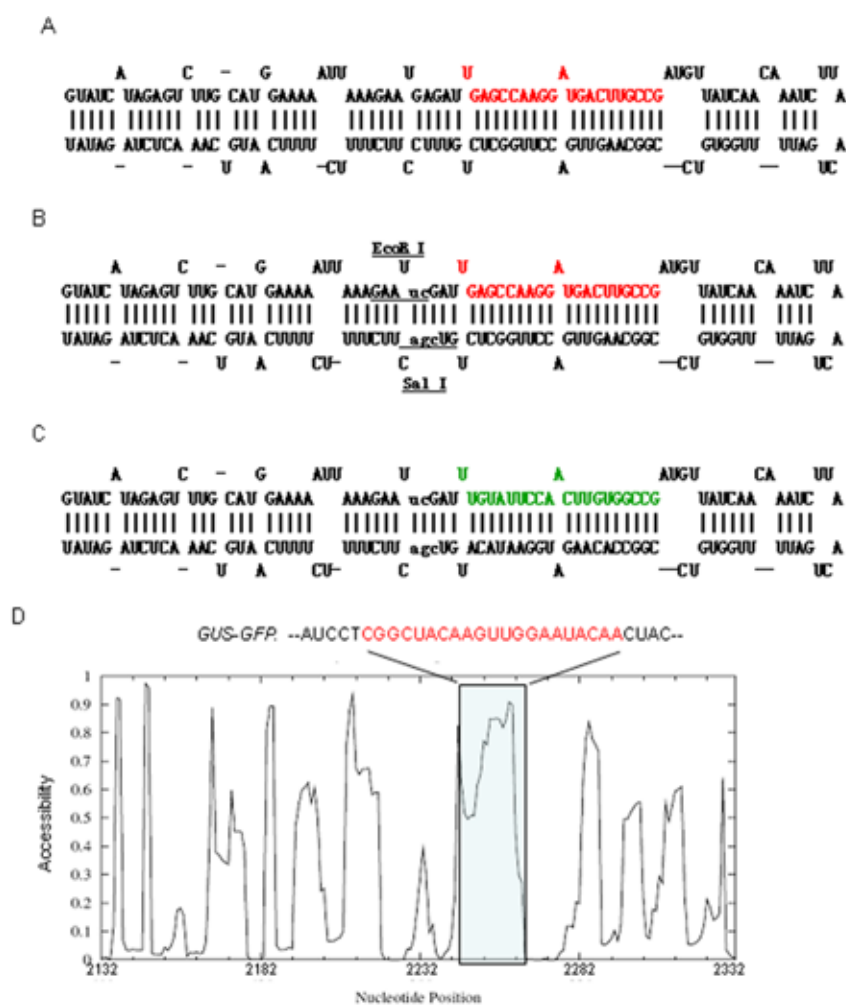 A
A C - G AUU U U A AUGU CA UU
GUAUC UAGAGU UUG CAU GAAAA AAAGAA GAGAU GAGCCAAGG UGACUUGCCG UAUCAA AAUC A
UAUAG AUCUCA AAC GUA CUUUU UUUCUU CUUUG CUCGGUUCC GUUGAACGGC GUGGUU UUAG A
- - U A -CU C U A --CU -- UC
B
EcoR I
A C - G AUU U U A AUGU CA UU
GUAUC UAGAGU UUG CAU GAAAA AAAGAA ucGAU GAGCCAAGG UGACUUGCCG UAUCAA AAUC A
UAUAG AUCUCA AAC GUA CUUUU UUUCUU agcUG CUCGGUUCC GUUGAACGGC GUGGUU UUAG A
- - U A CU- C U A --CU -- UC
Sal I
C
A C - G AUU U U A AUGU CA UU
GUAUC UAGAGU UUG CAU GAAAA AAAGAA ucGAU UGUAUUCCA CUUGUGGCCG UAUCAA AAUC A
UAUAG AUCUCA AAC GUA CUUUU UUUCUU agcUG ACAUAAGGU GAACACCGGC GUGGUU UUAG A
- - U A CU- C U A --CU -- UC
D
GUS-GFP. --AUCCTCGGCUACAAGUUGGAAUACAACUAC--
1
0.9
0.8
0.7
0.6
0.5
0.4
0.3
0.2
0.1
0
Accessibility
2132 2182 2232 2282 2332
Nucleotide Position